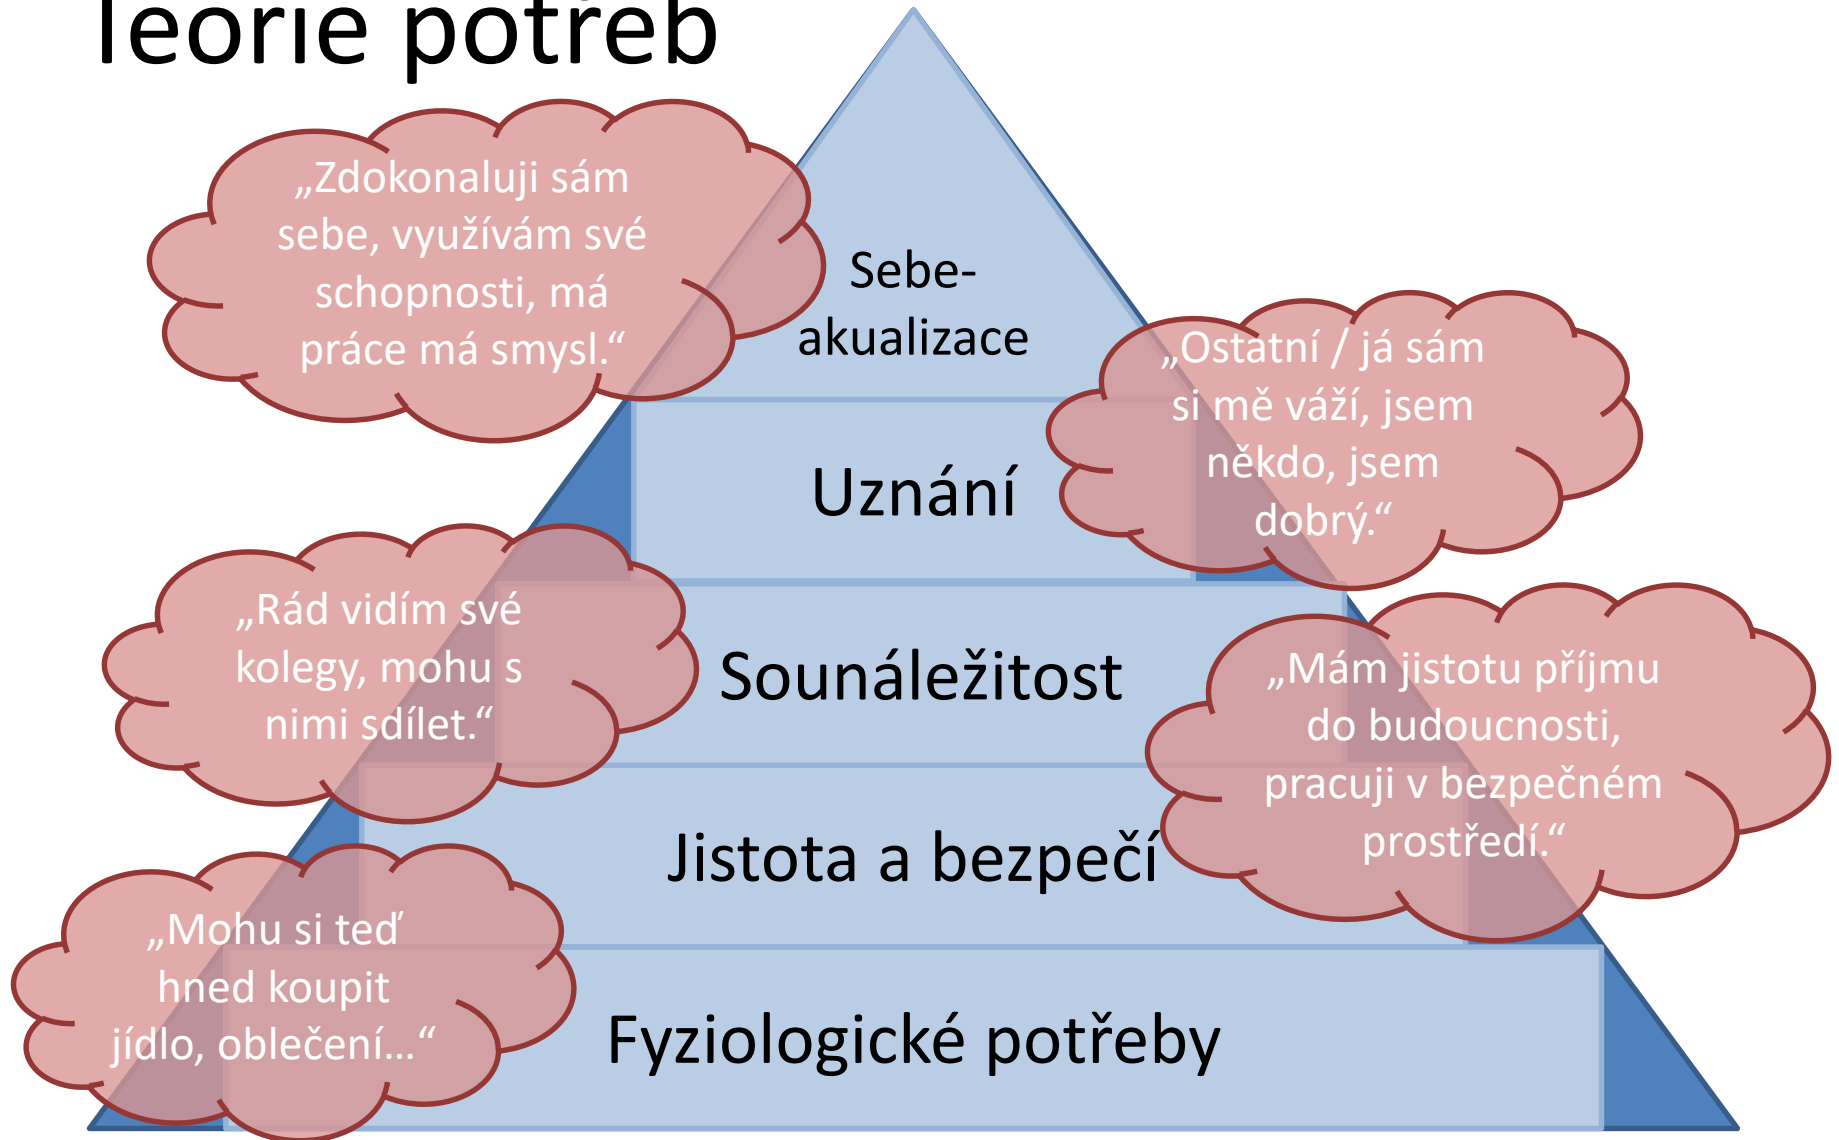 Teorie potřeb
„Zdokonaluji sám
sebe, využívám své
schopnosti, má
práce má smysl.“
Sebe-
akualizace
„Ostatní / já sám
si mě váží, jsem
někdo, jsem
dobrý.“
Uznání
„Rád vidím své
kolegy, mohu s
nimi sdílet.“
Sounáležitost
„Mám jistotu příjmu
do budoucnosti,
pracuji v bezpečném
prostředí.“
Jistota a bezpečí
„Mohu si teď
hned koupit
jídlo, oblečení…“
Fyziologické potřeby